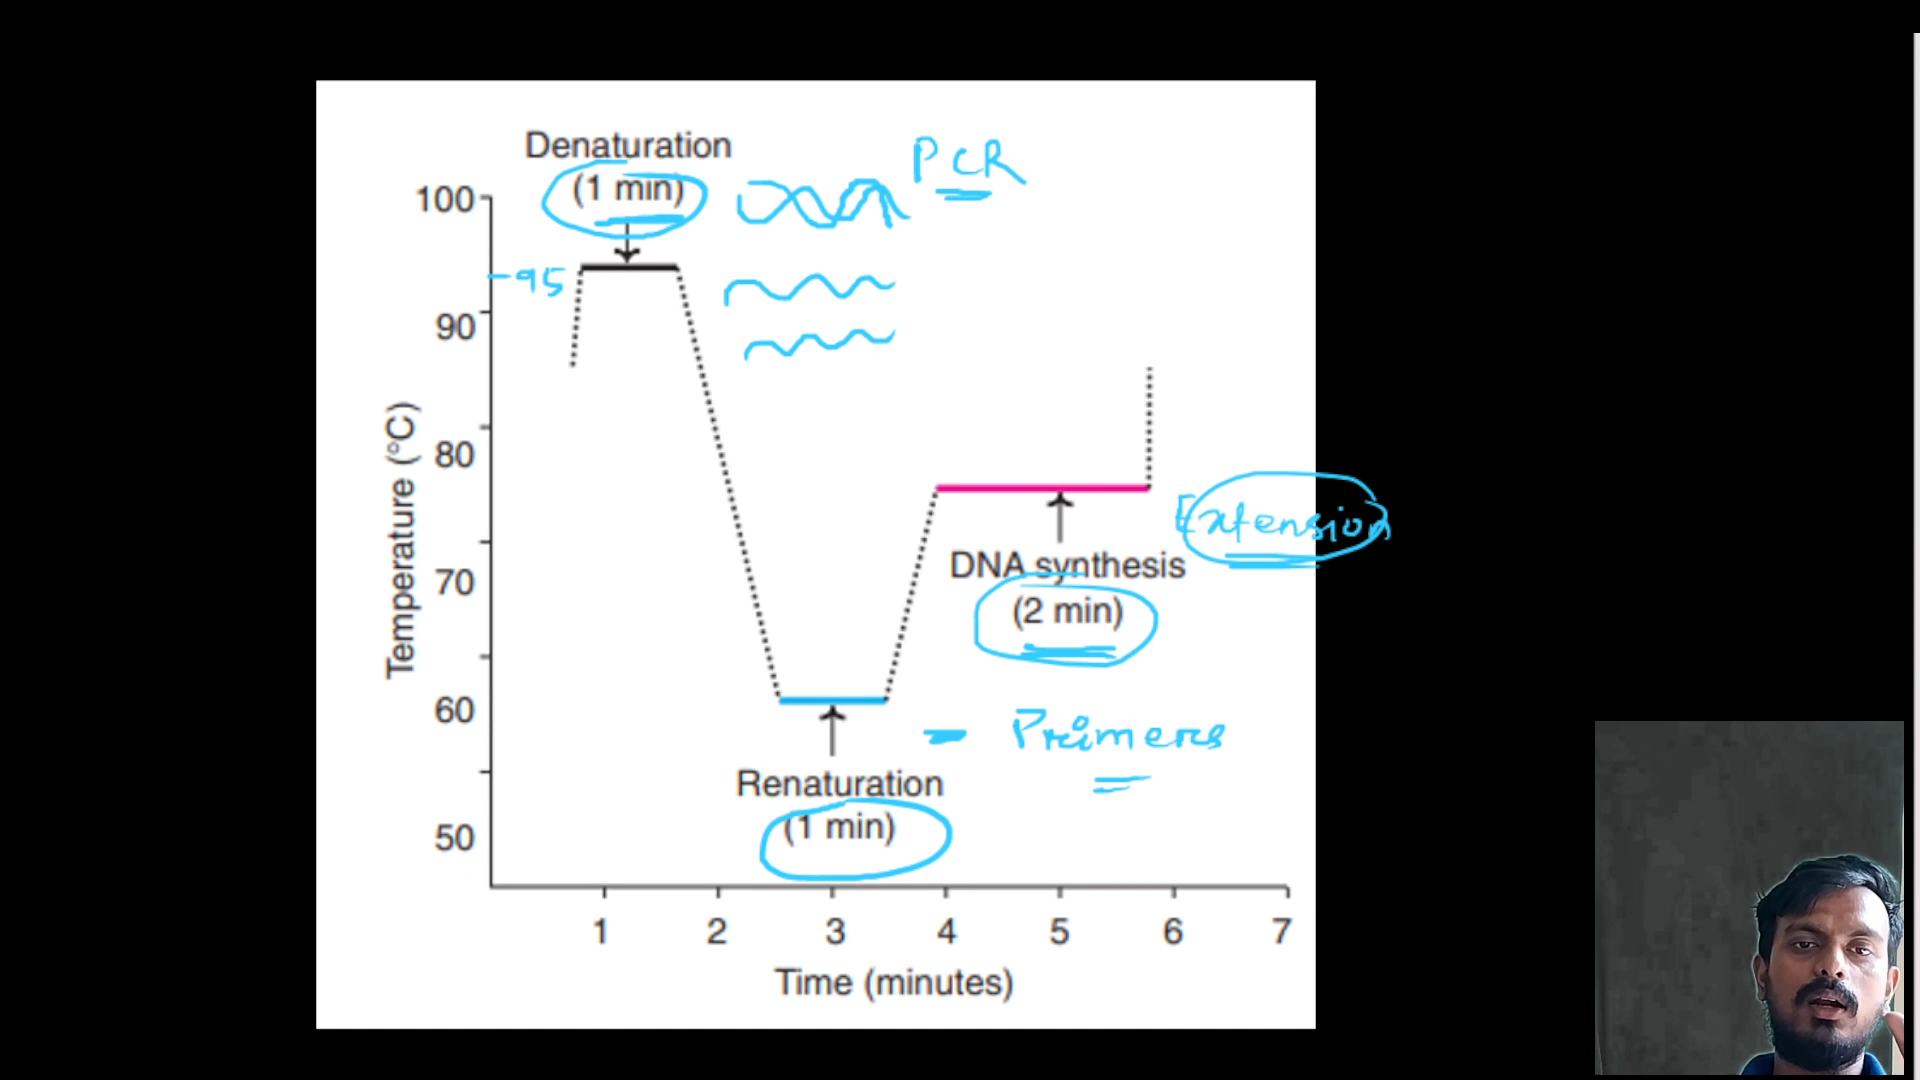 Denaturation
(1 min)
PCR
100
-95
90
80
70
60
50
Temperature (°C)
Extension
DNA synthesis
(2 min)
- Primers
Renaturation
(1 min)
1 2 3 4 5 6 7
Time (minutes)